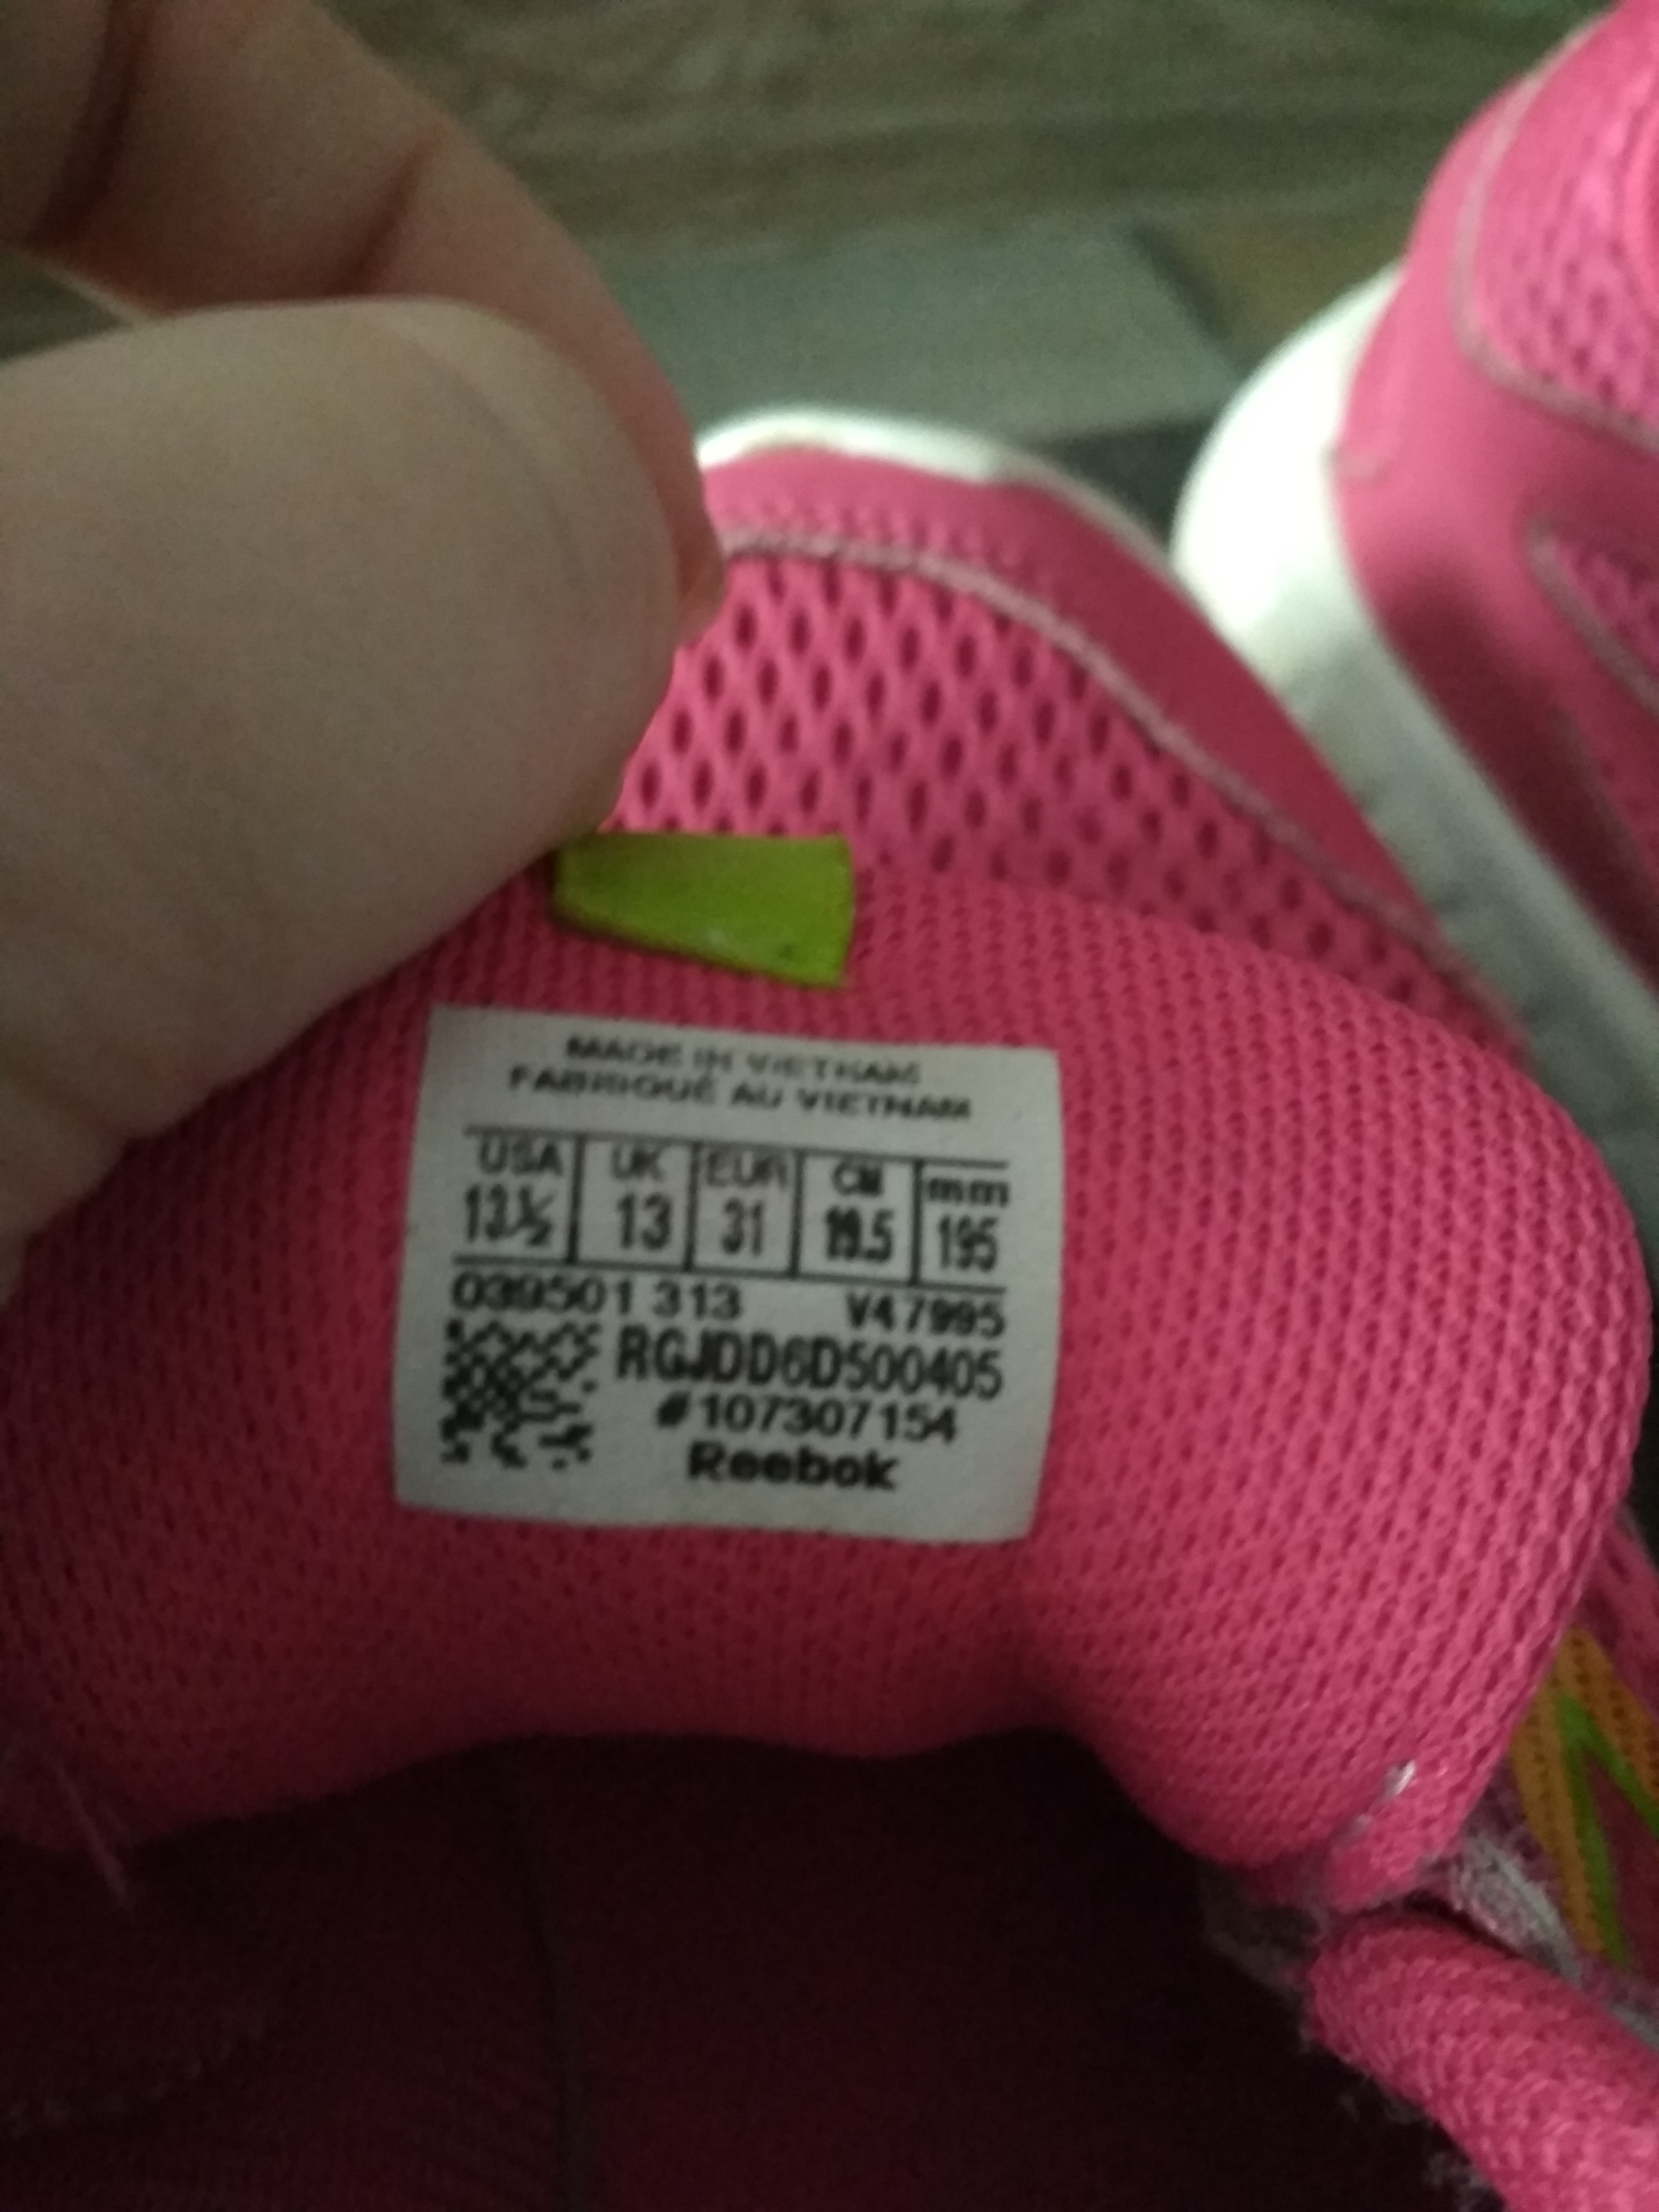 MADE IN VIETNAM
FABRIQUÉ AU VIETNAM
USA UK EUR CM mm
13½ 13 31 19.5 195
039501 313 V47995
RGJDD6D500405
#107307154
Reebok